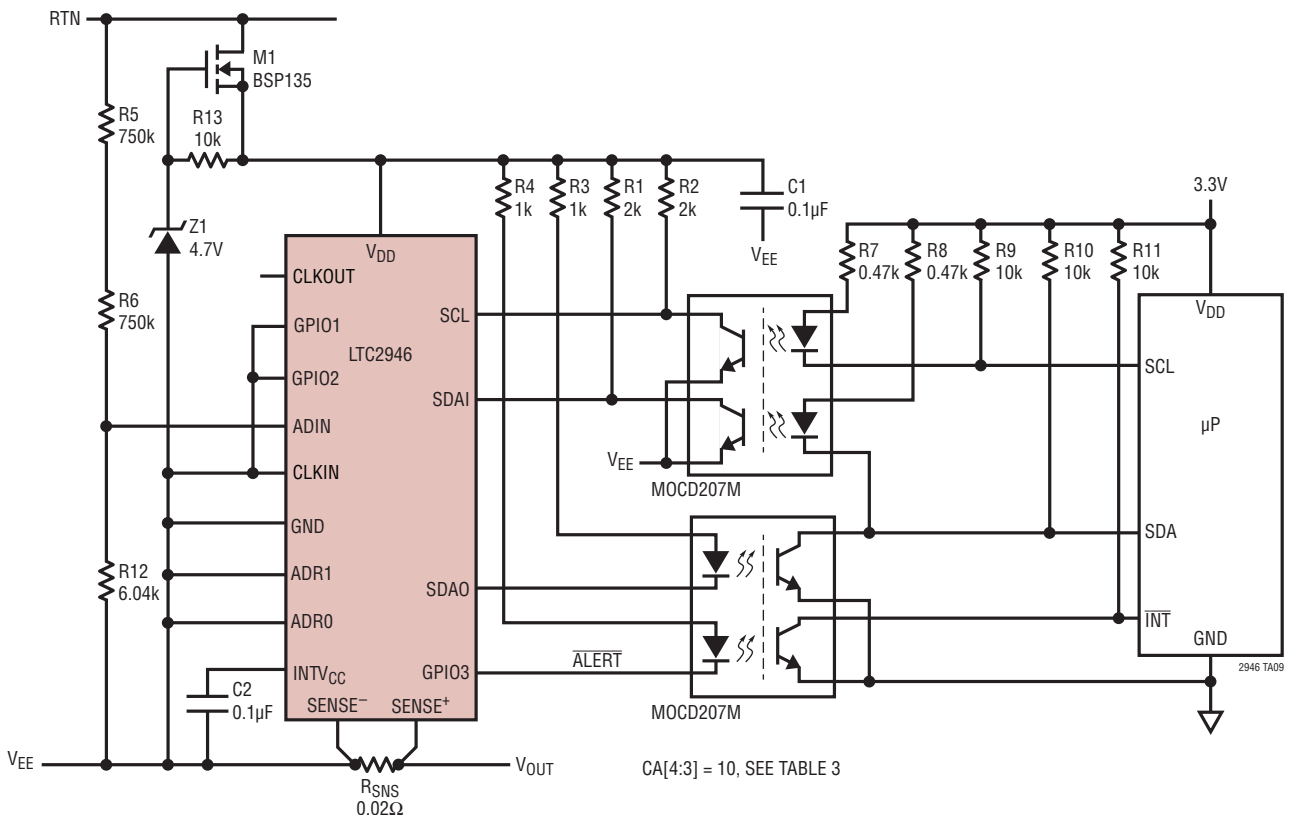 RTN
M1
BSP135
R5
750k
R13
10k
R4
1k
R3
1k
R1
2k
R2
2k
C1
0.1µF
VEE
3.3V
Z1
4.7V
R7
0.47k
R8
0.47k
R9
10k
R10
10k
R11
10k
R6
750k
VDD
CLKOUT
GPIO1
LTC2946
GPIO2
ADIN
CLKIN
GND
ADR1
ADR0
INTVCC
SENSE−
SENSE+
SCL
SDAI
SDAO
GPIO3
ALERT
VEE
MOCD207M
MOCD207M
VDD
SCL
µP
SDA
INT
GND
2946 TA09
R12
6.04k
C2
0.1µF
VEE
RSNS
0.02Ω
VOUT
CA[4:3] = 10, SEE TABLE 3